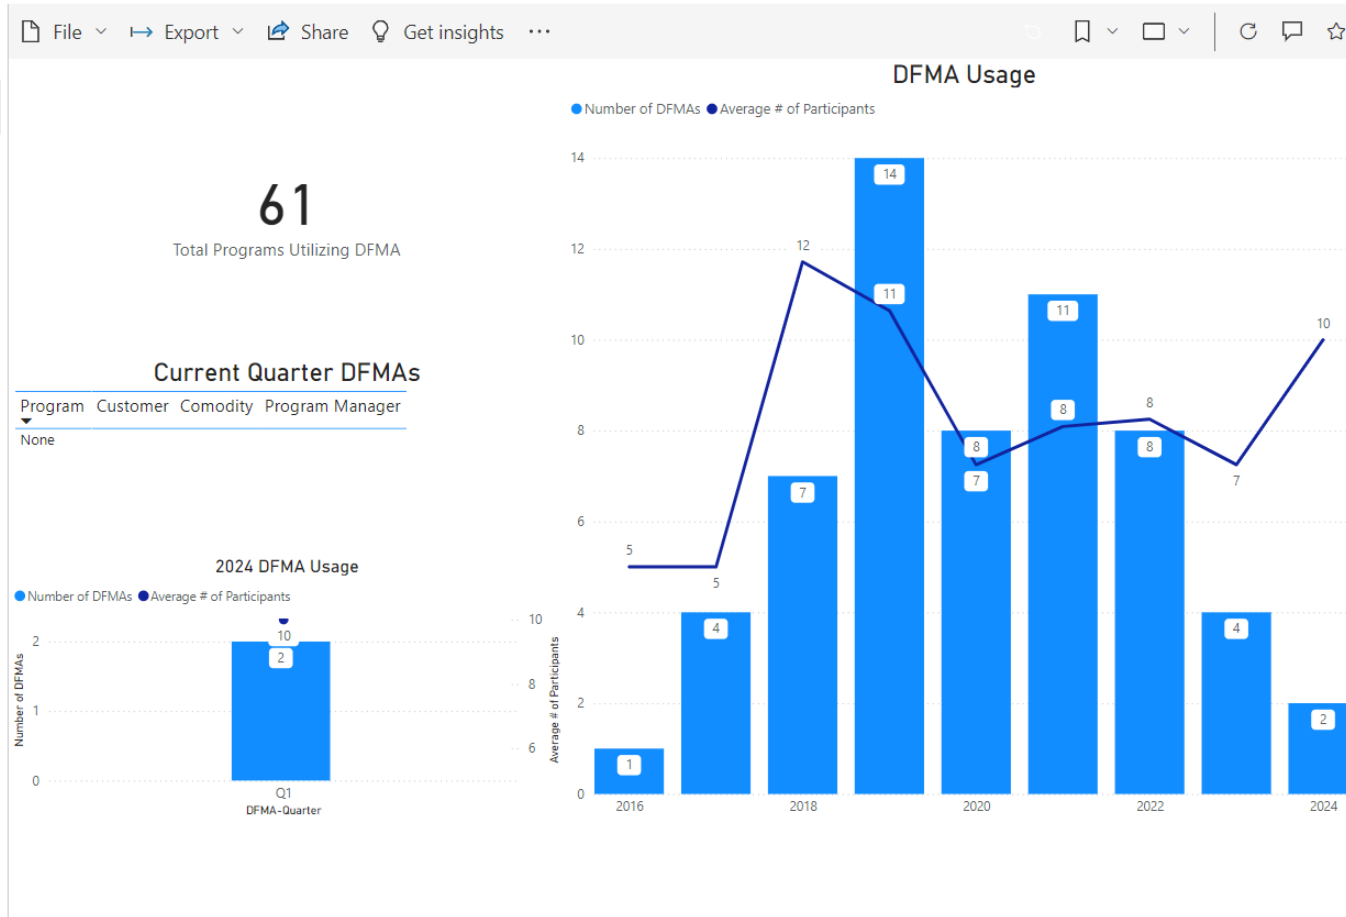 File Export Share Get insights ...
61
Total Programs Utilizing DFMA
Current Quarter DFMAs
Program Customer Comodity Program Manager
None
2024 DFMA Usage
Number of DFMAs Average # of Participants
Number of DFMAs
2
1
0
10
2
10
8
6
Average # of Participants
Q1
DFMA-Quarter
DFMA Usage
Number of DFMAs Average # of Participants
14
12
10
8
6
4
2
0
14
12
11
11
10
8
8
8
8
7
7
7
5
5
4
4
2
1
2016 2018 2020 2022 2024